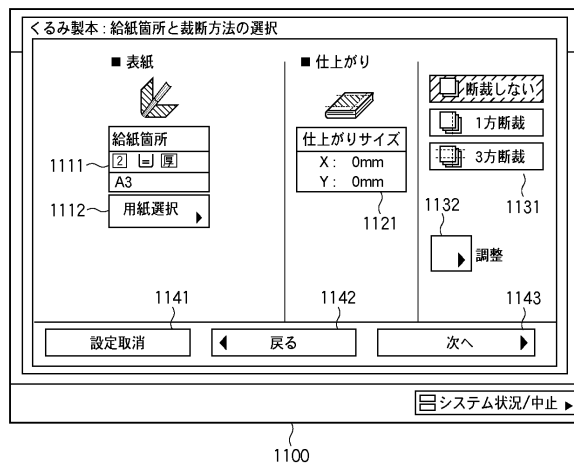 くるみ製本:給紙箇所と裁断方法の選択
■ 表紙
給紙箇所
2 厚
A3
用紙選択
1111
1112
■ 仕上がり
仕上がりサイズ
X: 0mm
Y: 0mm
1121
断裁しない
1方断裁
3方断裁
1131
1132
調整
1141
1142
1143
設定取消
戻る
次へ
システム状況/中止
1100